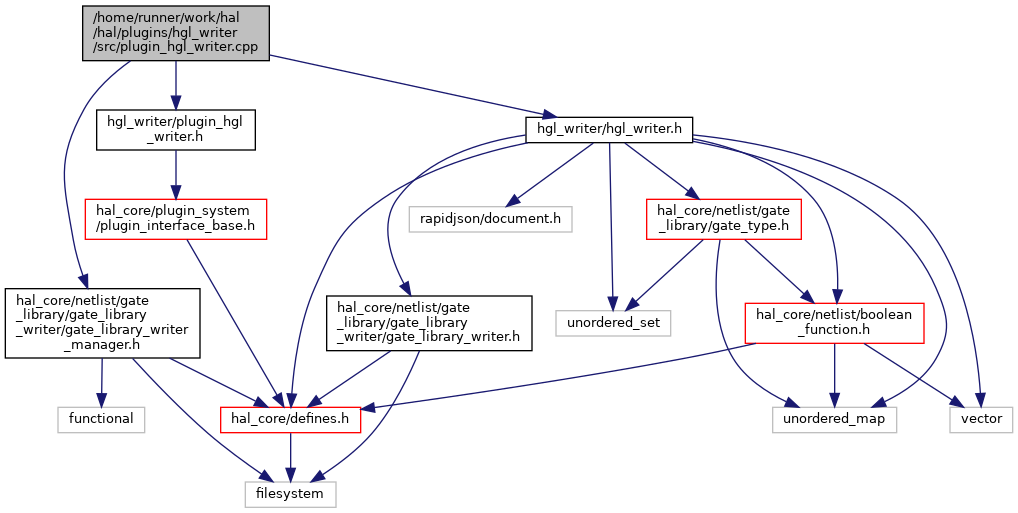 /home/runner/work/hal
/hal/plugins/hgl_writer
/src/plugin_hgl_writer.cpp
hgl_writer/plugin_hgl
_writer.h
hgl_writer/hgl_writer.h
hal_core/plugin_system
/plugin_interface_base.h
rapidjson/document.h
hal_core/netlist/gate
_library/gate_type.h
hal_core/netlist/gate
_library/gate_library
_writer/gate_library_writer
_manager.h
hal_core/netlist/gate
_library/gate_library
_writer/gate_library_writer.h
unordered_set
hal_core/netlist/boolean
_function.h
functional
hal_core/defines.h
unordered_map
vector
filesystem